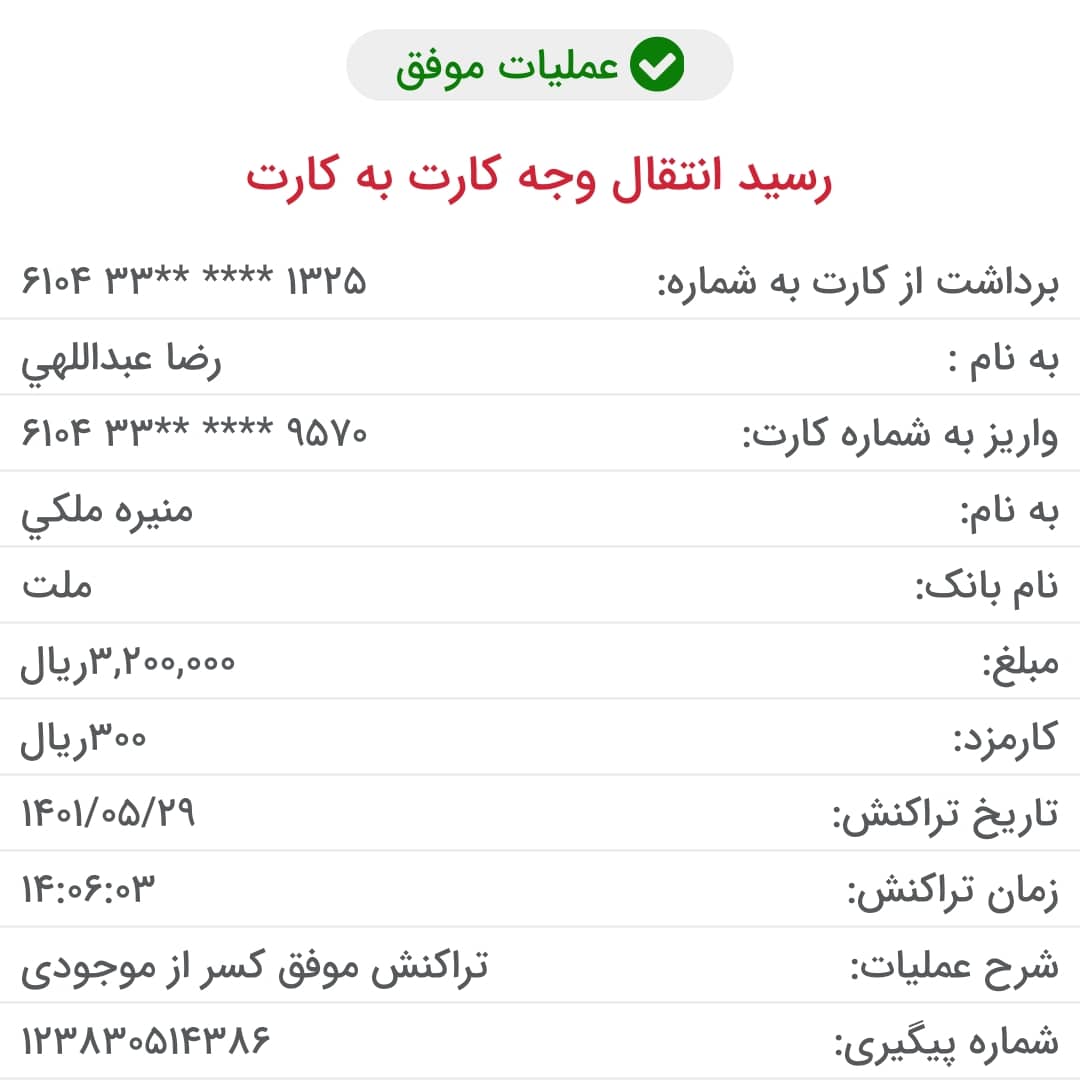 عملیات موفق
رسید انتقال وجه کارت به کارت
برداشت از کارت به شماره: ۶۱۰۴ ۳۳** **** ۱۳۲۵
به نام : رضا عبداللهي
واریز به شماره کارت: ۶۱۰۴ ۳۳** **** ۹۵۷۰
به نام: منیره ملکي
نام بانک: ملت
مبلغ: ۳,۲۰۰,۰۰۰ریال
کارمزد: ۳۰۰ریال
تاریخ تراکنش: ۱۴۰۱/۰۵/۲۹
زمان تراکنش: ۱۴:۰۶:۰۳
شرح عملیات: تراکنش موفق کسر از موجودی
شماره پیگیری: ۱۲۳۸۳۰۵۱۴۳۸۶